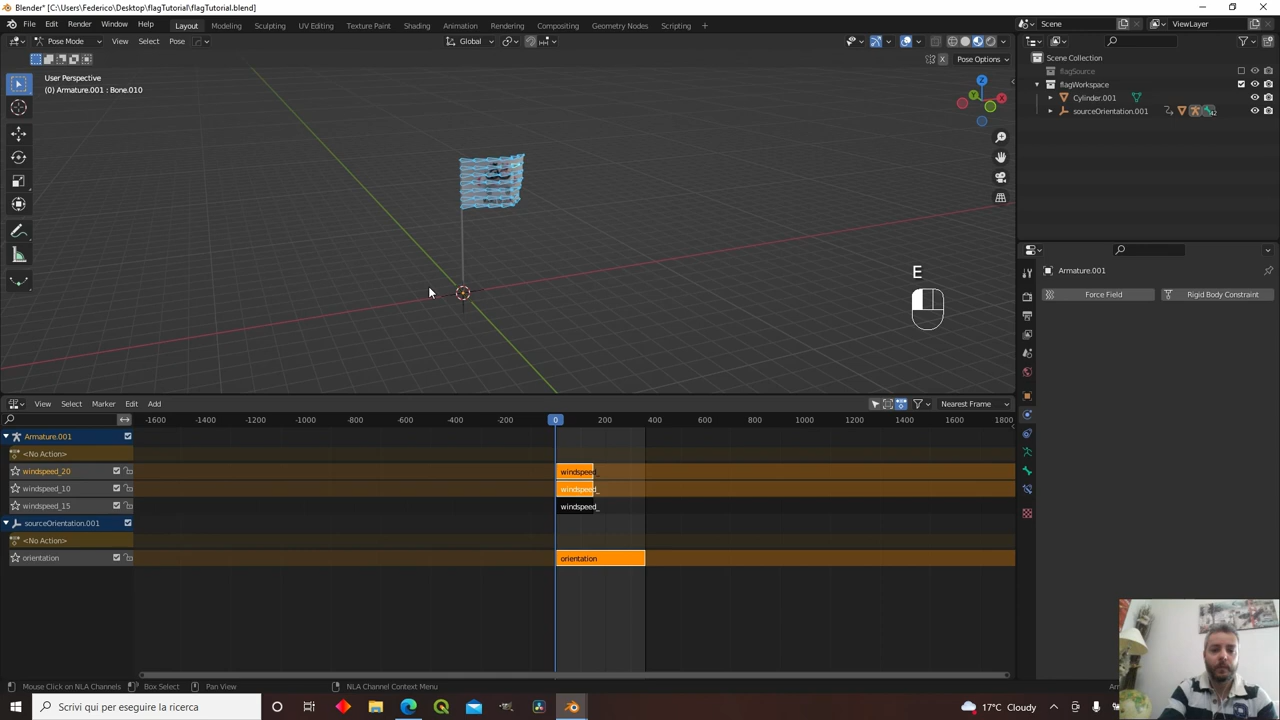 Blender* [C:\Users\Federico\Desktop\flagTutorial\flagTutorial.blend]
File Edit Render Window Help Layout Modeling Sculpting UV Editing Texture Paint Shading Animation Rendering Compositing Geometry Nodes Scripting + Scene ViewLayer
Pose Mode View Select Pose Global
X Pose Options
User Perspective
(0) Armature.001 : Bone.010
Z
Y
X
Scene Collection
flagSource
flagWorkspace
Cylinder.001
sourceOrientation.001
42
Armature.001
Force Field Rigid Body Constraint
E
View Select Marker Edit Add Nearest Frame
-1600 -1400 -1200 -1000 -800 -600 -400 -200 0 200 400 600 800 1000 1200 1400 1600 1800
Armature.001
<No Action>
windspeed_20 windspeed_
windspeed_10 windspeed_
windspeed_15 windspeed_
sourceOrientation.001
<No Action>
orientation orientation
Mouse Click on NLA Channels Box Select Pan View NLA Channel Context Menu
Scrivi qui per eseguire la ricerca
17°C Cloudy